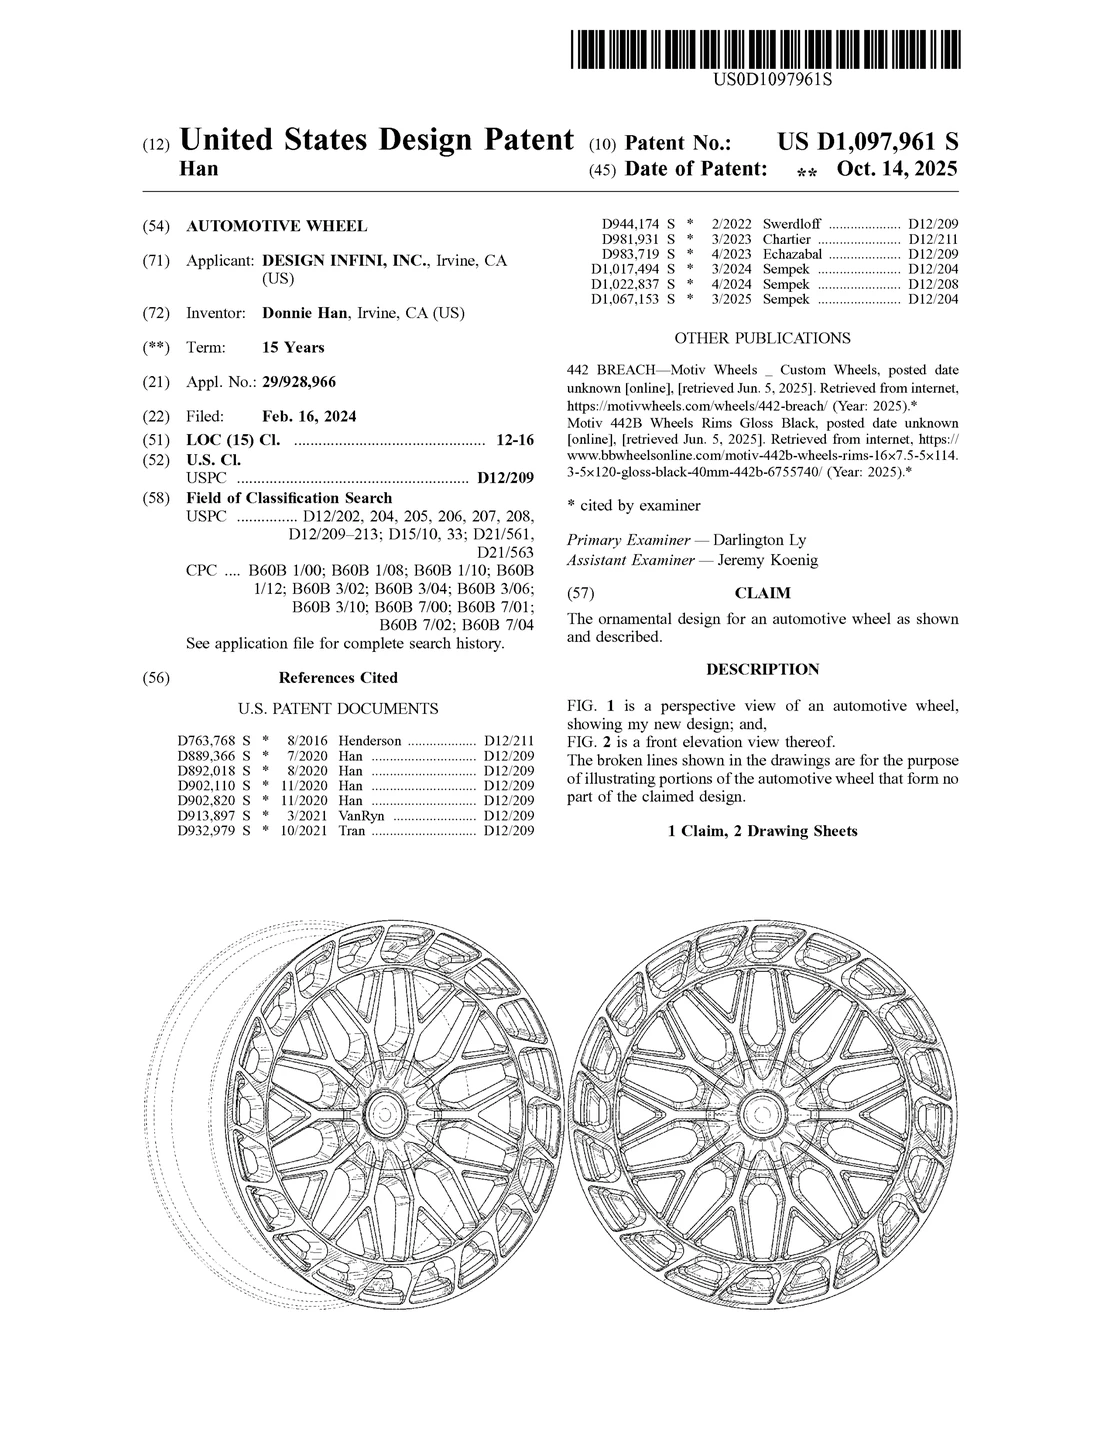 US0D1097961S
(12) United States Design Patent
Han
(10) Patent No.: US D1,097,961 S
(45) Date of Patent: ** Oct. 14, 2025
(54) AUTOMOTIVE WHEEL
(71) Applicant: DESIGN INFINI, INC., Irvine, CA
(US)
(72) Inventor: Donnie Han, Irvine, CA (US)
(**) Term: 15 Years
(21) Appl. No.: 29/928,966
(22) Filed: Feb. 16, 2024
(51) LOC (15) Cl. ............................................... 12-16
(52) U.S. Cl.
USPC ......................................................... D12/209
(58) Field of Classification Search
USPC ............... D12/202, 204, 205, 206, 207, 208,
D12/209–213; D15/10, 33; D21/561,
D21/563
CPC .... B60B 1/00; B60B 1/08; B60B 1/10; B60B
1/12; B60B 3/02; B60B 3/04; B60B 3/06;
B60B 3/10; B60B 7/00; B60B 7/01;
B60B 7/02; B60B 7/04
See application file for complete search history.
(56) References Cited
U.S. PATENT DOCUMENTS
D763,768 S * 8/2016 Henderson ................... D12/211
D889,366 S * 7/2020 Han ............................. D12/209
D892,018 S * 8/2020 Han ............................. D12/209
D902,110 S * 11/2020 Han ............................. D12/209
D902,820 S * 11/2020 Han ............................. D12/209
D913,897 S * 3/2021 VanRyn ....................... D12/209
D932,979 S * 10/2021 Tran ............................. D12/209
D944,174 S * 2/2022 Swerdloff .................... D12/209
D981,931 S * 3/2023 Chartier ....................... D12/211
D983,719 S * 4/2023 Echazabal .................... D12/209
D1,017,494 S * 3/2024 Sempek ....................... D12/204
D1,022,837 S * 4/2024 Sempek ....................... D12/208
D1,067,153 S * 3/2025 Sempek ....................... D12/204
OTHER PUBLICATIONS
442 BREACH—Motiv Wheels _ Custom Wheels, posted date
unknown [online], [retrieved Jun. 5, 2025]. Retrieved from internet,
https://motivwheels.com/wheels/442-breach/ (Year: 2025).*
Motiv 442B Wheels Rims Gloss Black, posted date unknown
[online], [retrieved Jun. 5, 2025]. Retrieved from internet, https://
www.bbwheelsonline.com/motiv-442b-wheels-rims-16×7.5-5×114.
3-5×120-gloss-black-40mm-442b-6755740/ (Year: 2025).*
* cited by examiner
Primary Examiner — Darlington Ly
Assistant Examiner — Jeremy Koenig
(57) CLAIM
The ornamental design for an automotive wheel as shown
and described.
DESCRIPTION
FIG. 1 is a perspective view of an automotive wheel,
showing my new design; and,
FIG. 2 is a front elevation view thereof.
The broken lines shown in the drawings are for the purpose
of illustrating portions of the automotive wheel that form no
part of the claimed design.
1 Claim, 2 Drawing Sheets